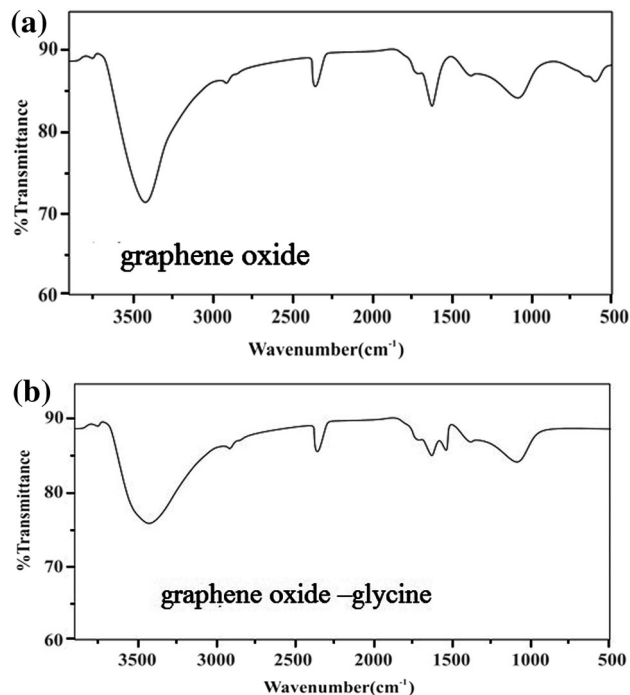 (a)
90
80
70
60
%Transmittance
graphene oxide
3500 3000 2500 2000 1500 1000 500
Wavenumber(cm⁻¹)
(b)
90
80
70
60
%Transmittance
graphene oxide –glycine
3500 3000 2500 2000 1500 1000 500
Wavenumber(cm⁻¹)